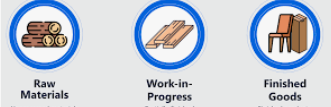 Raw
Materials
Work-in-
Progress
Finished
Goods